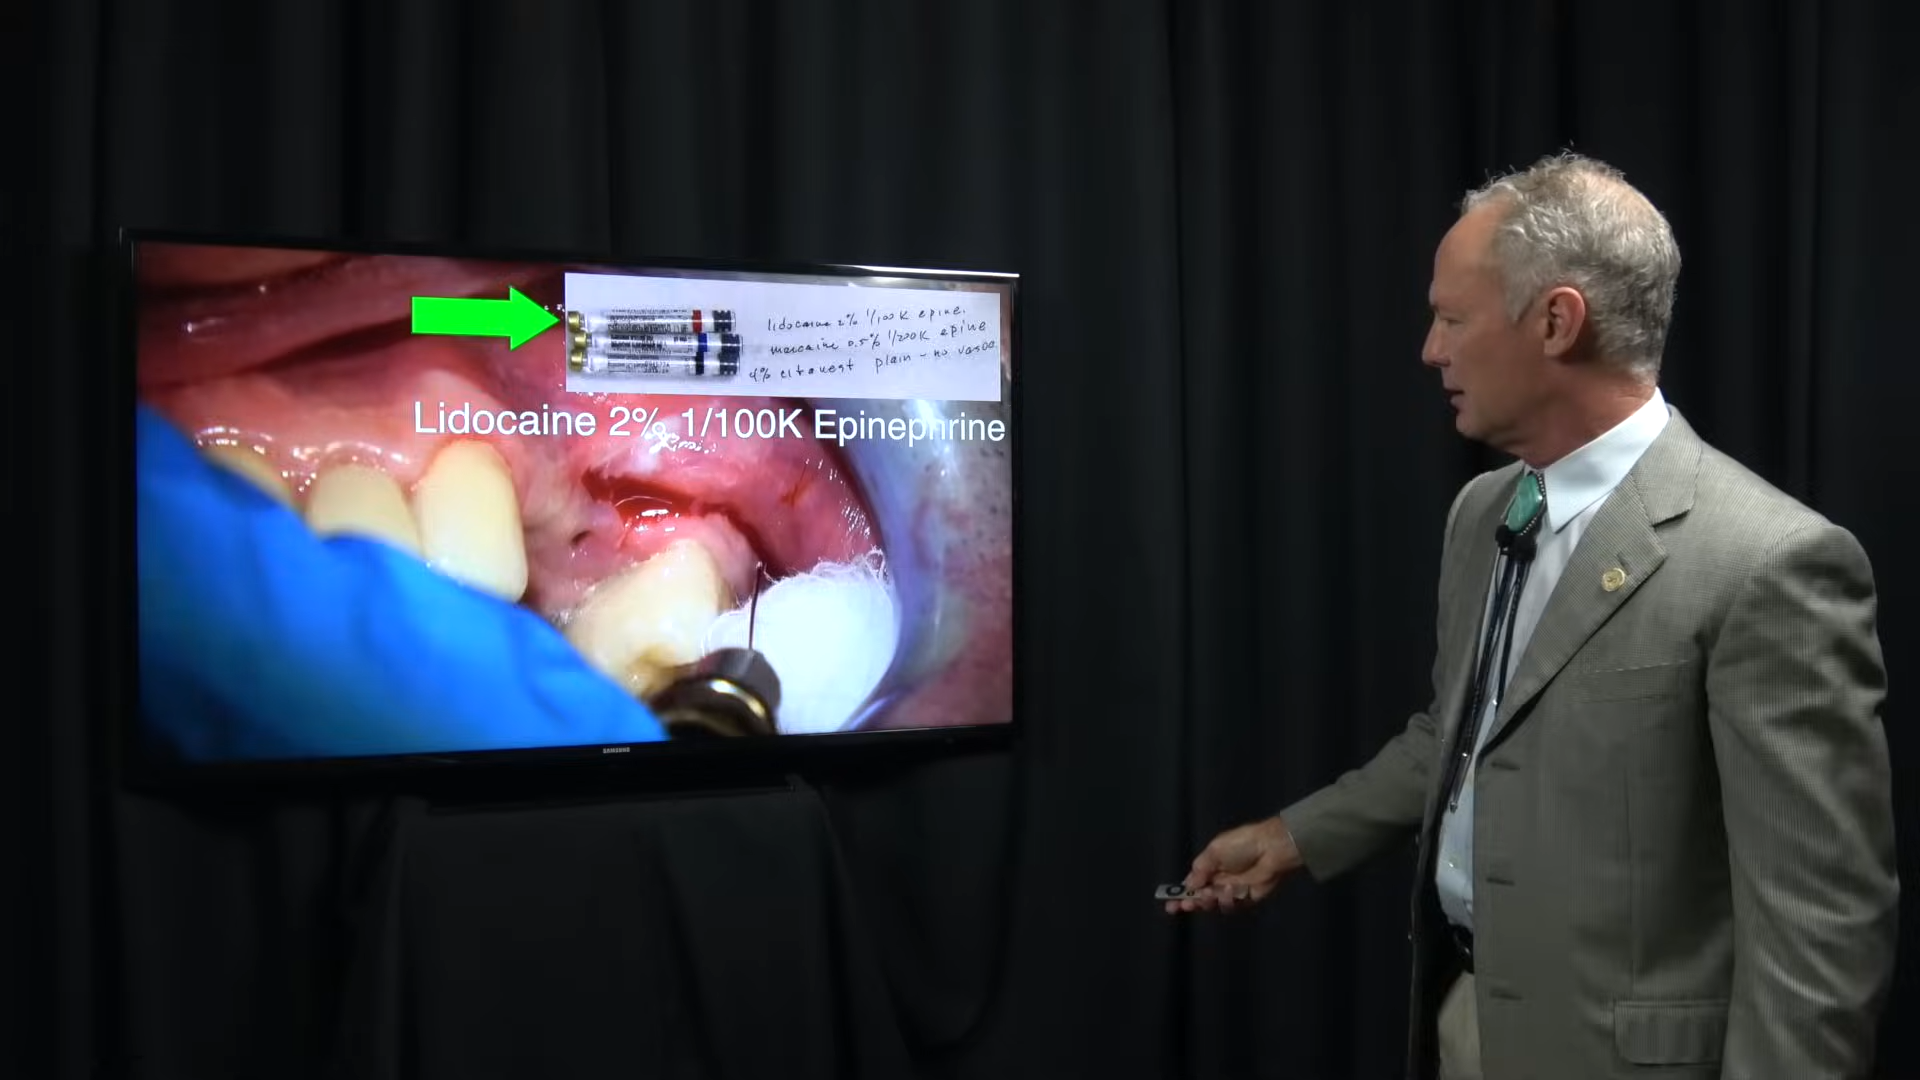 lidocaine 2% 1/100K epine.
marcaine 0.5% 1/200K epine
4% citanest plain - no vasoc.
Lidocaine 2% 1/100K Epinephrine
SAMSUNG